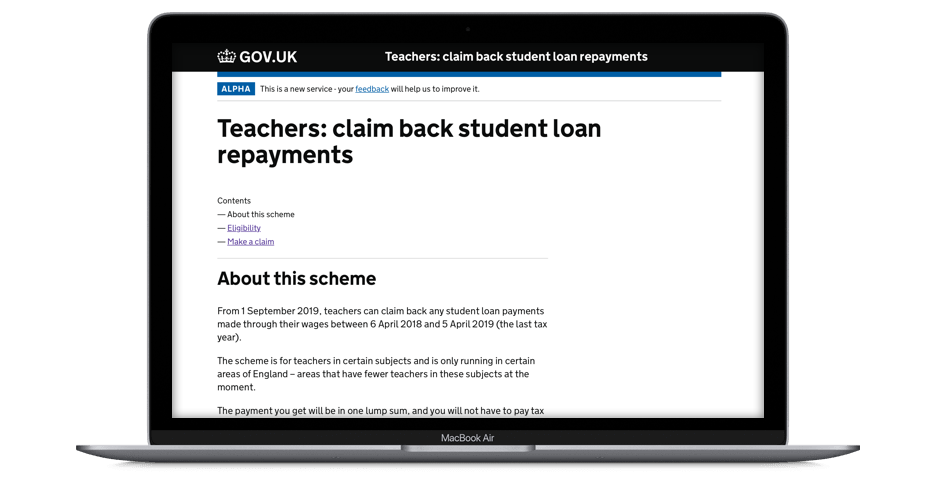 GOV.UK
Teachers: claim back student loan repayments
ALPHA
This is a new service - your feedback will help us to improve it.
Teachers: claim back student loan
repayments
Contents
— About this scheme
— Eligibility
— Make a claim
About this scheme
From 1 September 2019, teachers can claim back any student loan payments
made through their wages between 6 April 2018 and 5 April 2019 (the last tax
year).
The scheme is for teachers in certain subjects and is only running in certain
areas of England – areas that have fewer teachers in these subjects at the
moment.
The payment you get will be in one lump sum, and you will not have to pay tax
MacBook Air